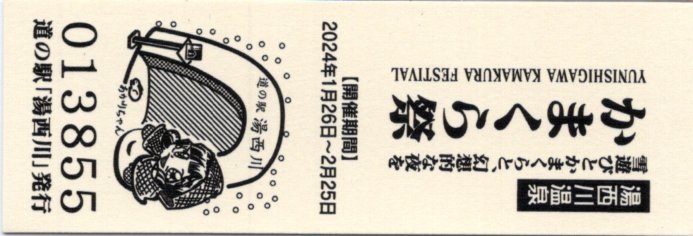 湯西川温泉
雪遊びとかまくらと、幻想的な夜を
かまくら祭
YUNISHIGAWA KAMAKURA FESTIVAL
【開催期間】
2024年1月26日~2月25日
道の駅 湯西川
013855
道の駅「湯西川」発行